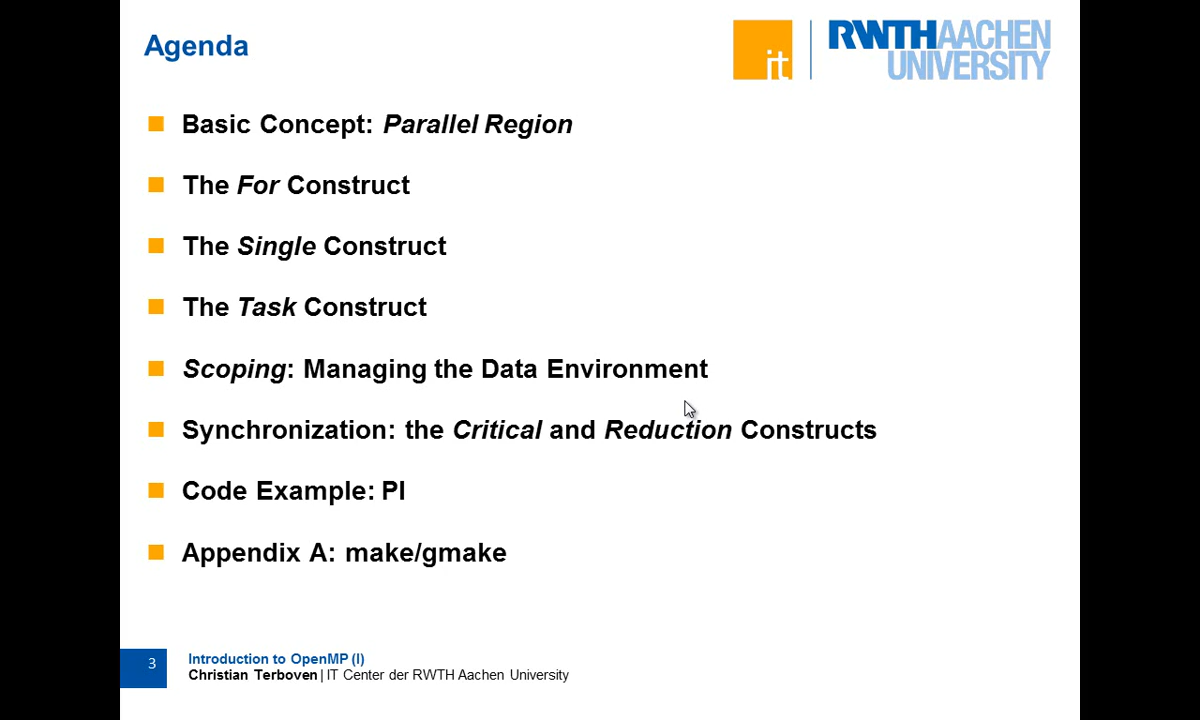 Agenda
it
RWTHAACHEN
UNIVERSITY
Basic Concept: Parallel Region
The For Construct
The Single Construct
The Task Construct
Scoping: Managing the Data Environment
Synchronization: the Critical and Reduction Constructs
Code Example: PI
Appendix A: make/gmake
3
Introduction to OpenMP (I)
Christian Terboven | IT Center der RWTH Aachen University